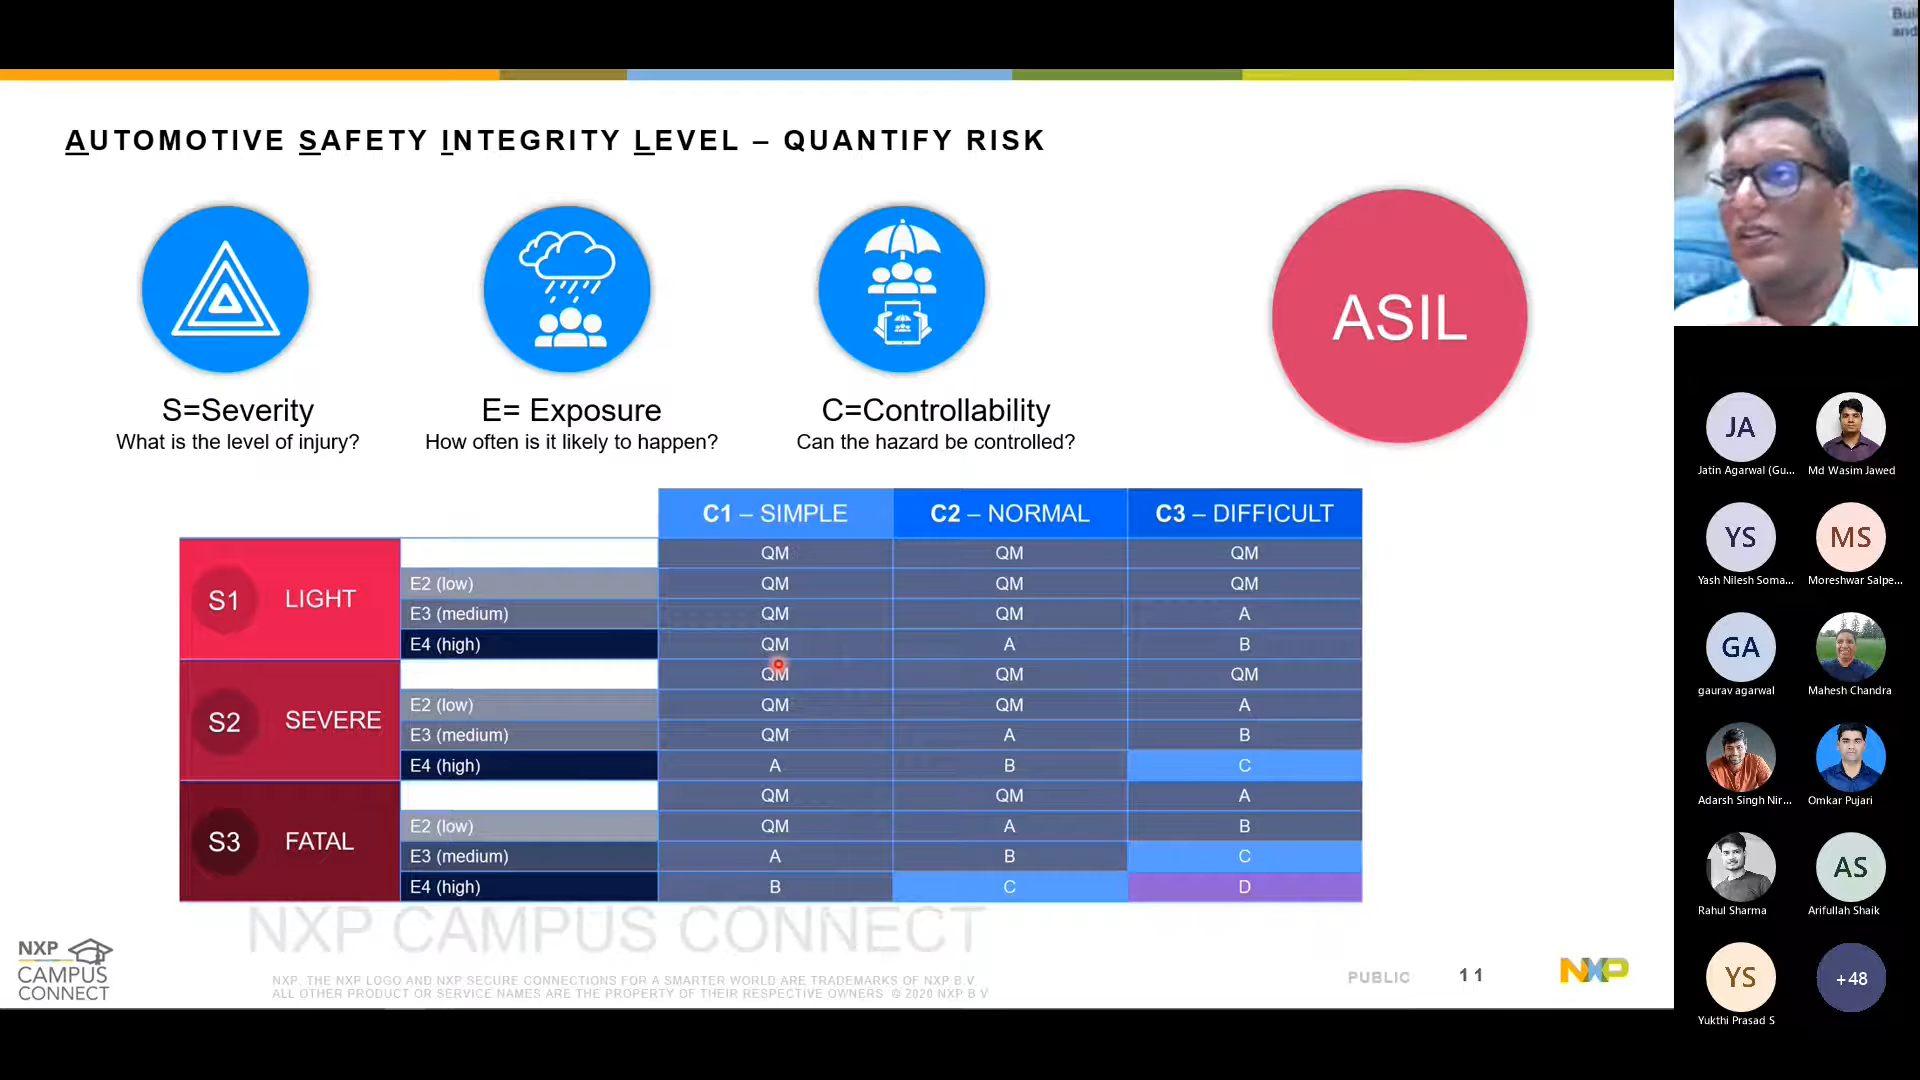 Bui
and
AUTOMOTIVE SAFETY INTEGRITY LEVEL – QUANTIFY RISK
ASIL
S=Severity
What is the level of injury?
E= Exposure
How often is it likely to happen?
C=Controllability
Can the hazard be controlled?
C1 – SIMPLE C2 – NORMAL C3 – DIFFICULT
S1 LIGHT
QM QM QM
E2 (low) QM QM QM
E3 (medium) QM QM A
E4 (high) QM A B
S2 SEVERE
QM QM QM
E2 (low) QM QM A
E3 (medium) QM A B
E4 (high) A B C
S3 FATAL
QM QM A
E2 (low) QM A B
E3 (medium) A B C
E4 (high) B C D
NXP CAMPUS CONNECT
NXP
CAMPUS
CONNECT
NXP, THE NXP LOGO AND NXP SECURE CONNECTIONS FOR A SMARTER WORLD ARE TRADEMARKS OF NXP B.V.
ALL OTHER PRODUCT OR SERVICE NAMES ARE THE PROPERTY OF THEIR RESPECTIVE OWNERS. © 2020 NXP B.V.
PUBLIC 11
NXP
JA
Jatin Agarwal (Gu...
Md Wasim Jawed
YS
Yash Nilesh Soma...
MS
Moreshwar Salpe...
GA
gaurav agarwal
Mahesh Chandra
Adarsh Singh Nir...
Omkar Pujari
Rahul Sharma
AS
Arifullah Shaik
YS
Yukthi Prasad S
+48